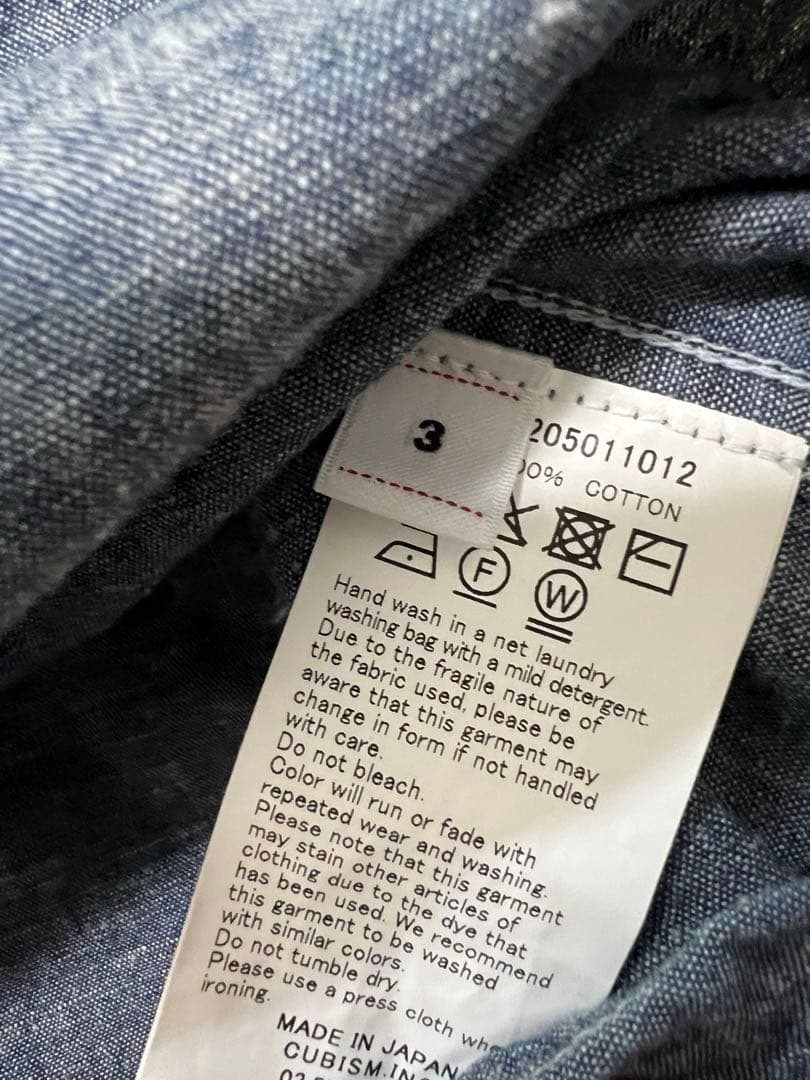 3
205011012
00% COTTON
F
W
Hand wash in a net laundry
washing bag with a mild detergent.
Due to the fragile nature of
the fabric used, please be
aware that this garment may
change in form if not handled
with care.
Do not bleach.
Color will run or fade with
repeated wear and washing.
Please note that this garment
may stain other articles of
clothing due to the dye that
has been used. We recommend
this garment to be washed
with similar colors.
Do not tumble dry.
Please use a press cloth
ironing.
MADE IN JAPAN
CUBISM.IN